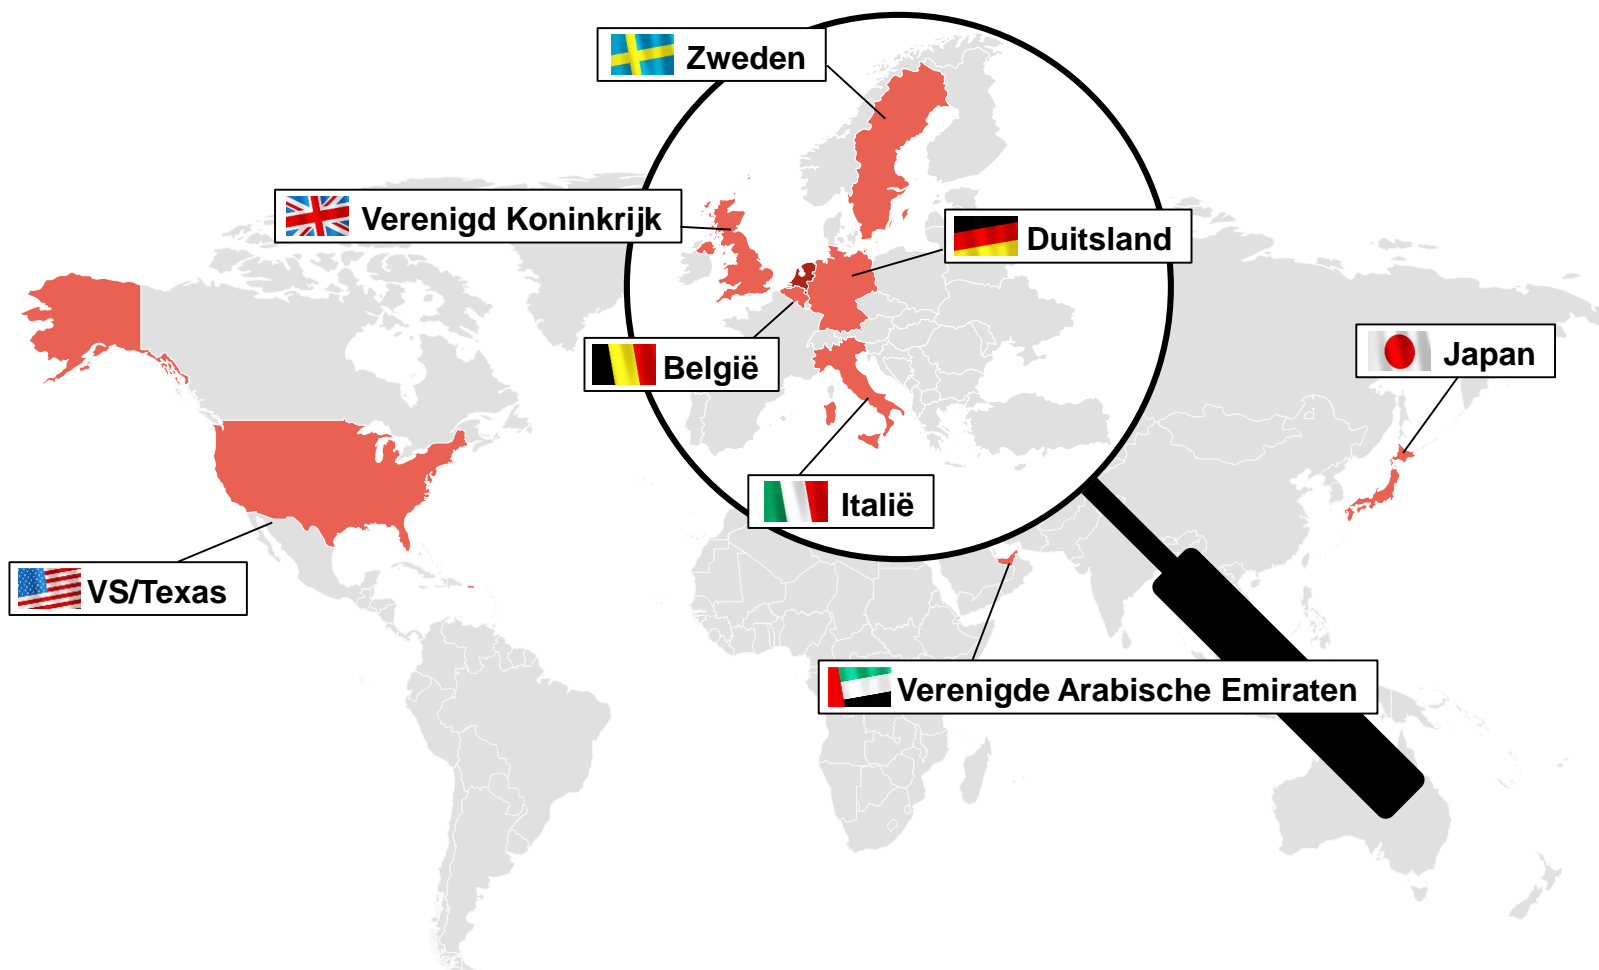 Zweden
Verenigd Koninkrijk
Duitsland
België
Japan
Italië
VS/Texas
Verenigde Arabische Emiraten